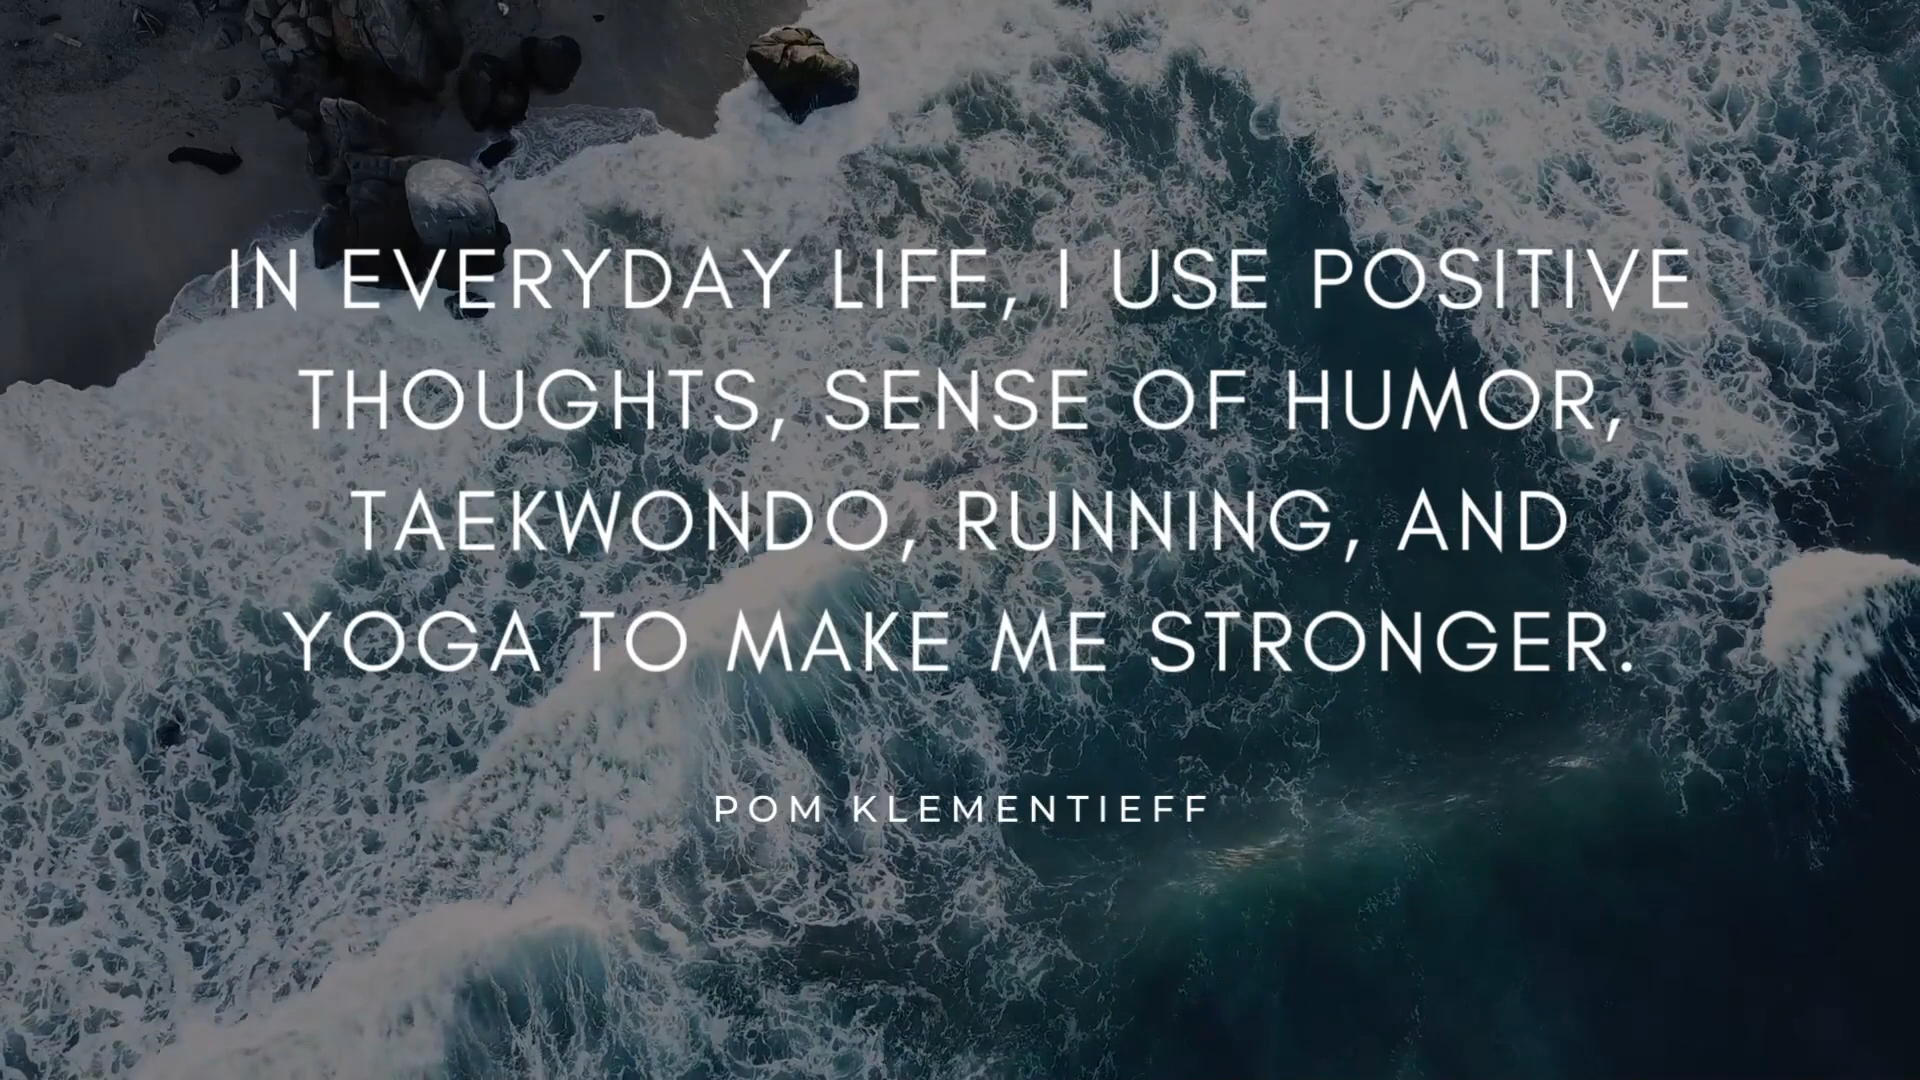 IN EVERYDAY LIFE, I USE POSITIVE
THOUGHTS, SENSE OF HUMOR,
TAEKWONDO, RUNNING, AND
YOGA TO MAKE ME STRONGER.
POM KLEMENTIEFF